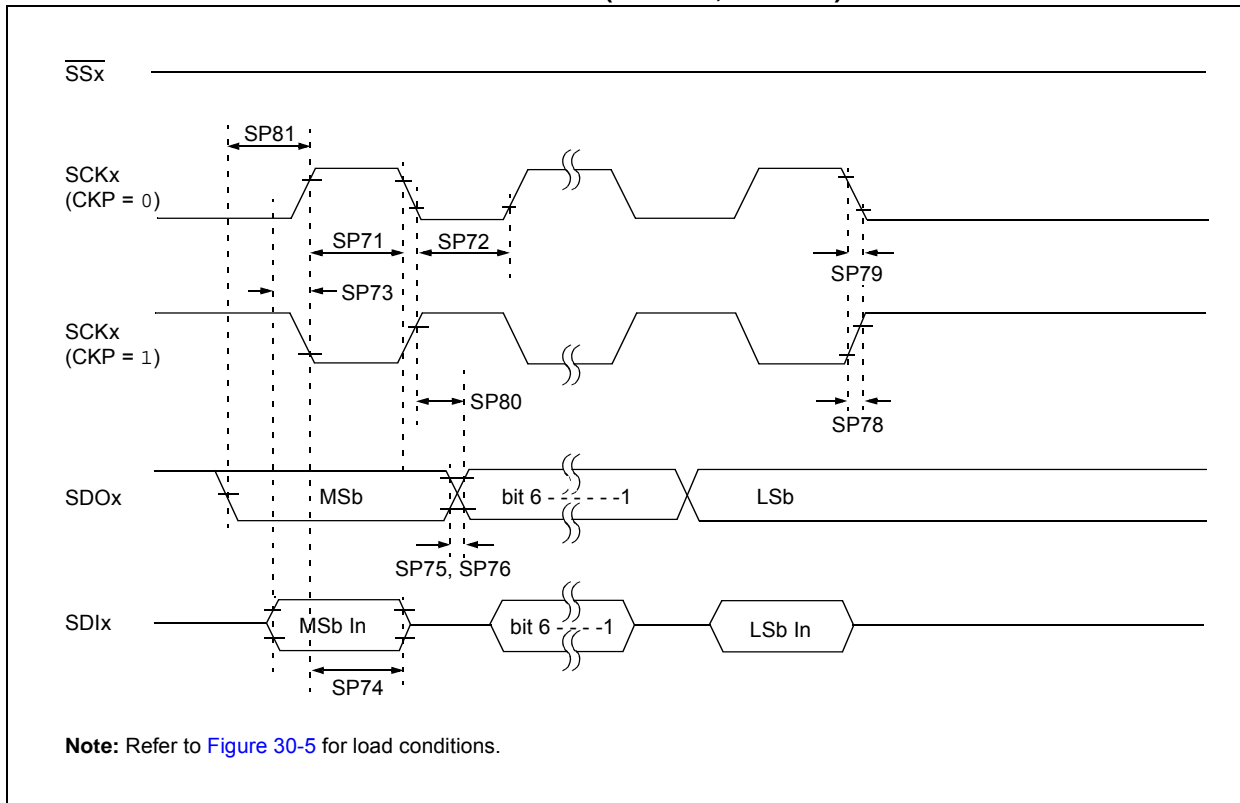 SSx
SP81
SCKx
(CKP = 0)
SP71
SP72
SP79
SP73
SCKx
(CKP = 1)
SP80
SP78
SDOx
MSb
bit 6 - - - - - -1
LSb
SP75, SP76
SDIx
MSb In
bit 6 - - - -1
LSb In
SP74
Note: Refer to Figure 30-5 for load conditions.